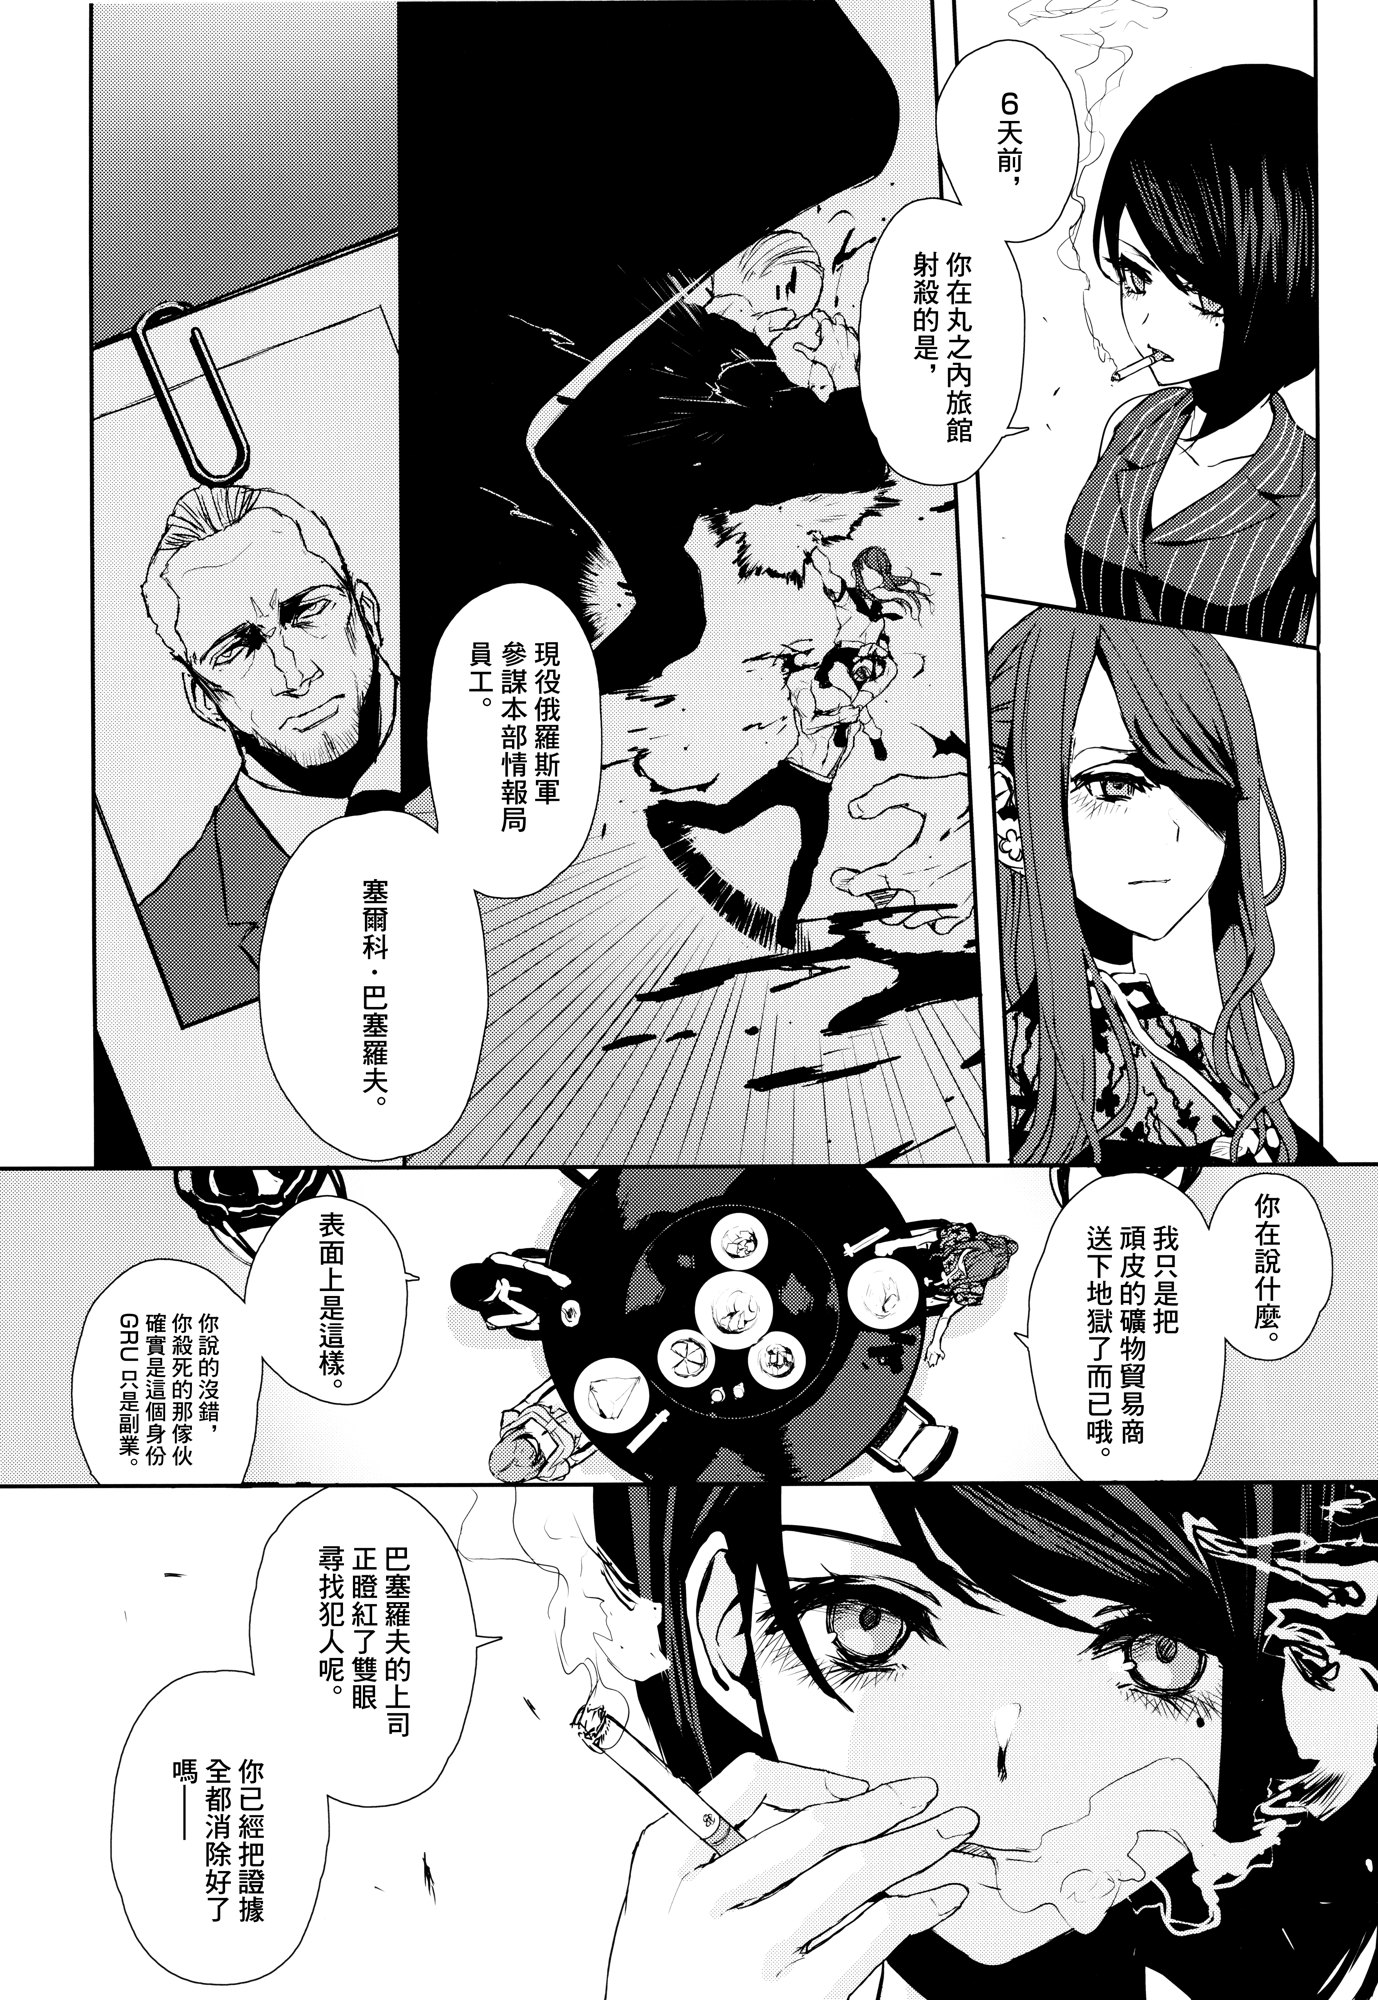 6天前，
你在丸之內旅館
射殺的是，
現役俄羅斯軍
參謀本部情報局
員工。
塞爾科・巴塞羅夫。
你在說什麼。
我只是把
頑皮的礦物貿易商
送下地獄了而已哦。
表面上是這樣。
你說的沒錯，
你殺死的那傢伙
確實是這個身份
GRU 只是副業。
巴塞羅夫的上司
正瞪紅了雙眼
尋找犯人呢。
你已經把證據
全都消除好了
嗎——